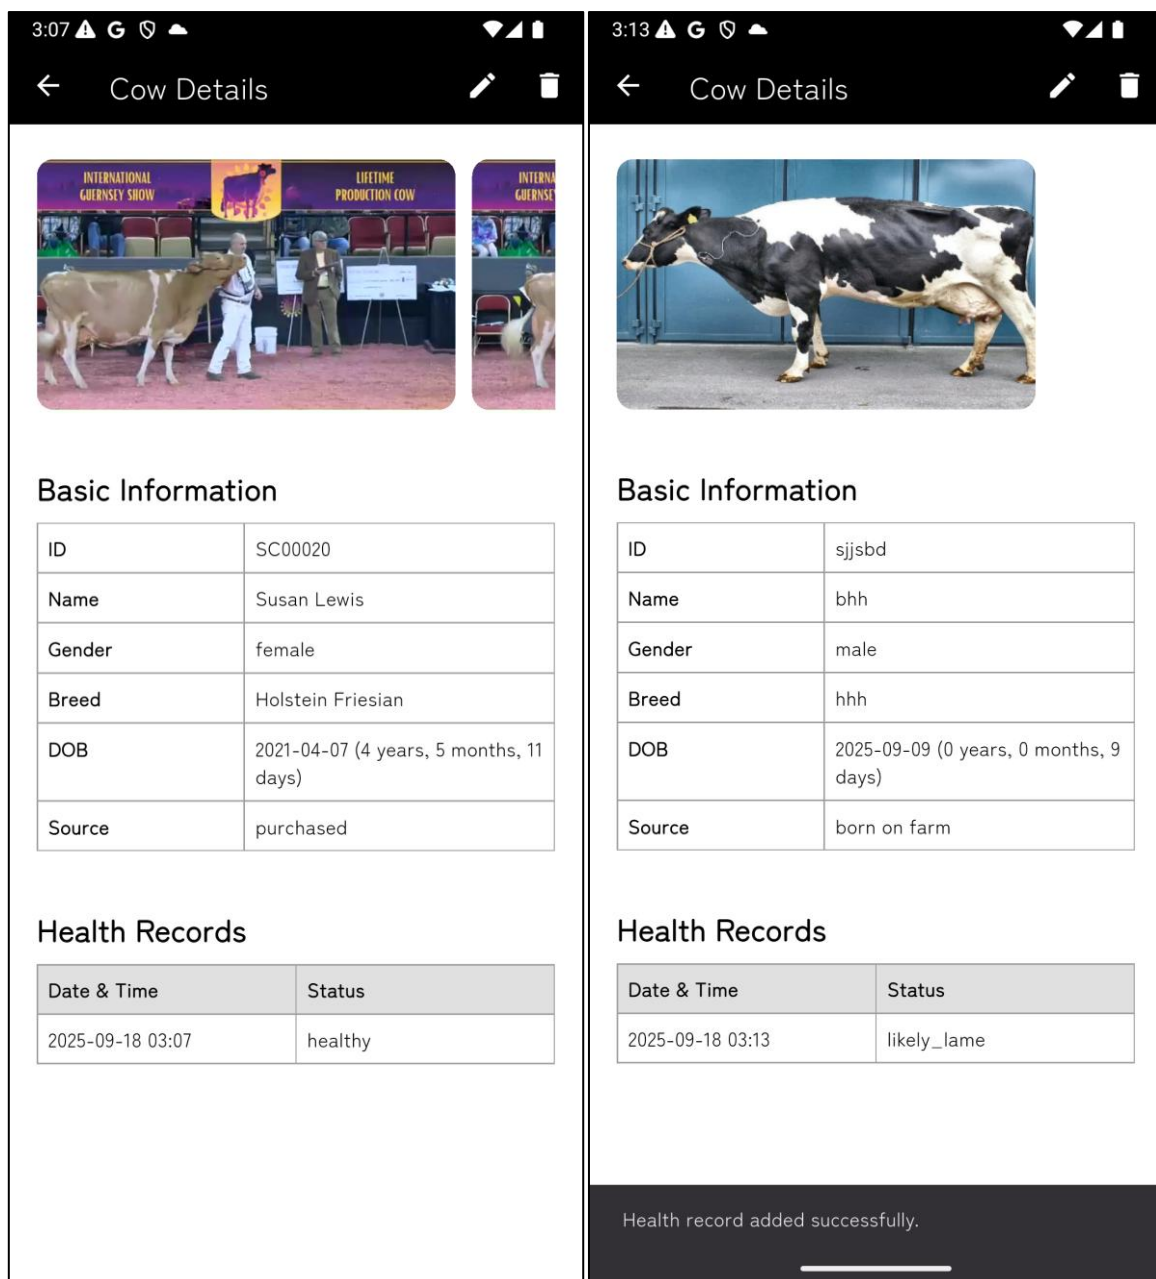 3:07
Cow Details
INTERNATIONAL
GUERNSEY SHOW
LIFETIME
PRODUCTION COW
INTERNA
GUERNSEY
Basic Information
ID SC00020
Name Susan Lewis
Gender female
Breed Holstein Friesian
DOB 2021-04-07 (4 years, 5 months, 11
days)
Source purchased
Health Records
Date & Time Status
2025-09-18 03:07 healthy
3:13
Cow Details
Basic Information
ID sjjsbd
Name bhh
Gender male
Breed hhh
DOB 2025-09-09 (0 years, 0 months, 9
days)
Source born on farm
Health Records
Date & Time Status
2025-09-18 03:13 likely_lame
Health record added successfully.